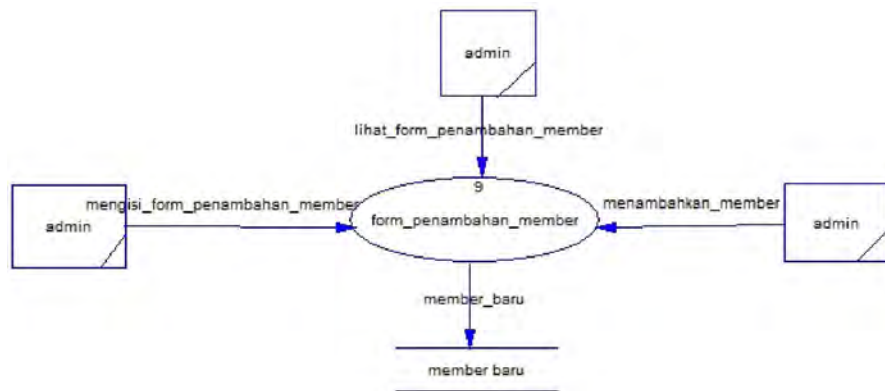 admin
lihat_form_penambahan_member
9
mengisi_form_penambahan_member
menambahkan_member
admin
form_penambahan_member
admin
member_baru
member baru